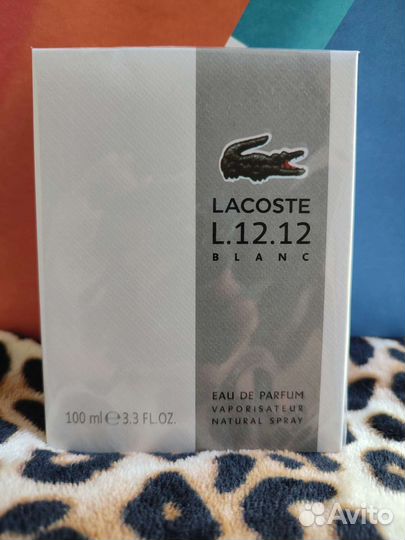 LACOSTE
L.12.12
BLANC
EAU DE PARFUM
VAPORISATEUR
NATURAL SPRAY
100 ml ℮ 3.3 FL.OZ.
Avito